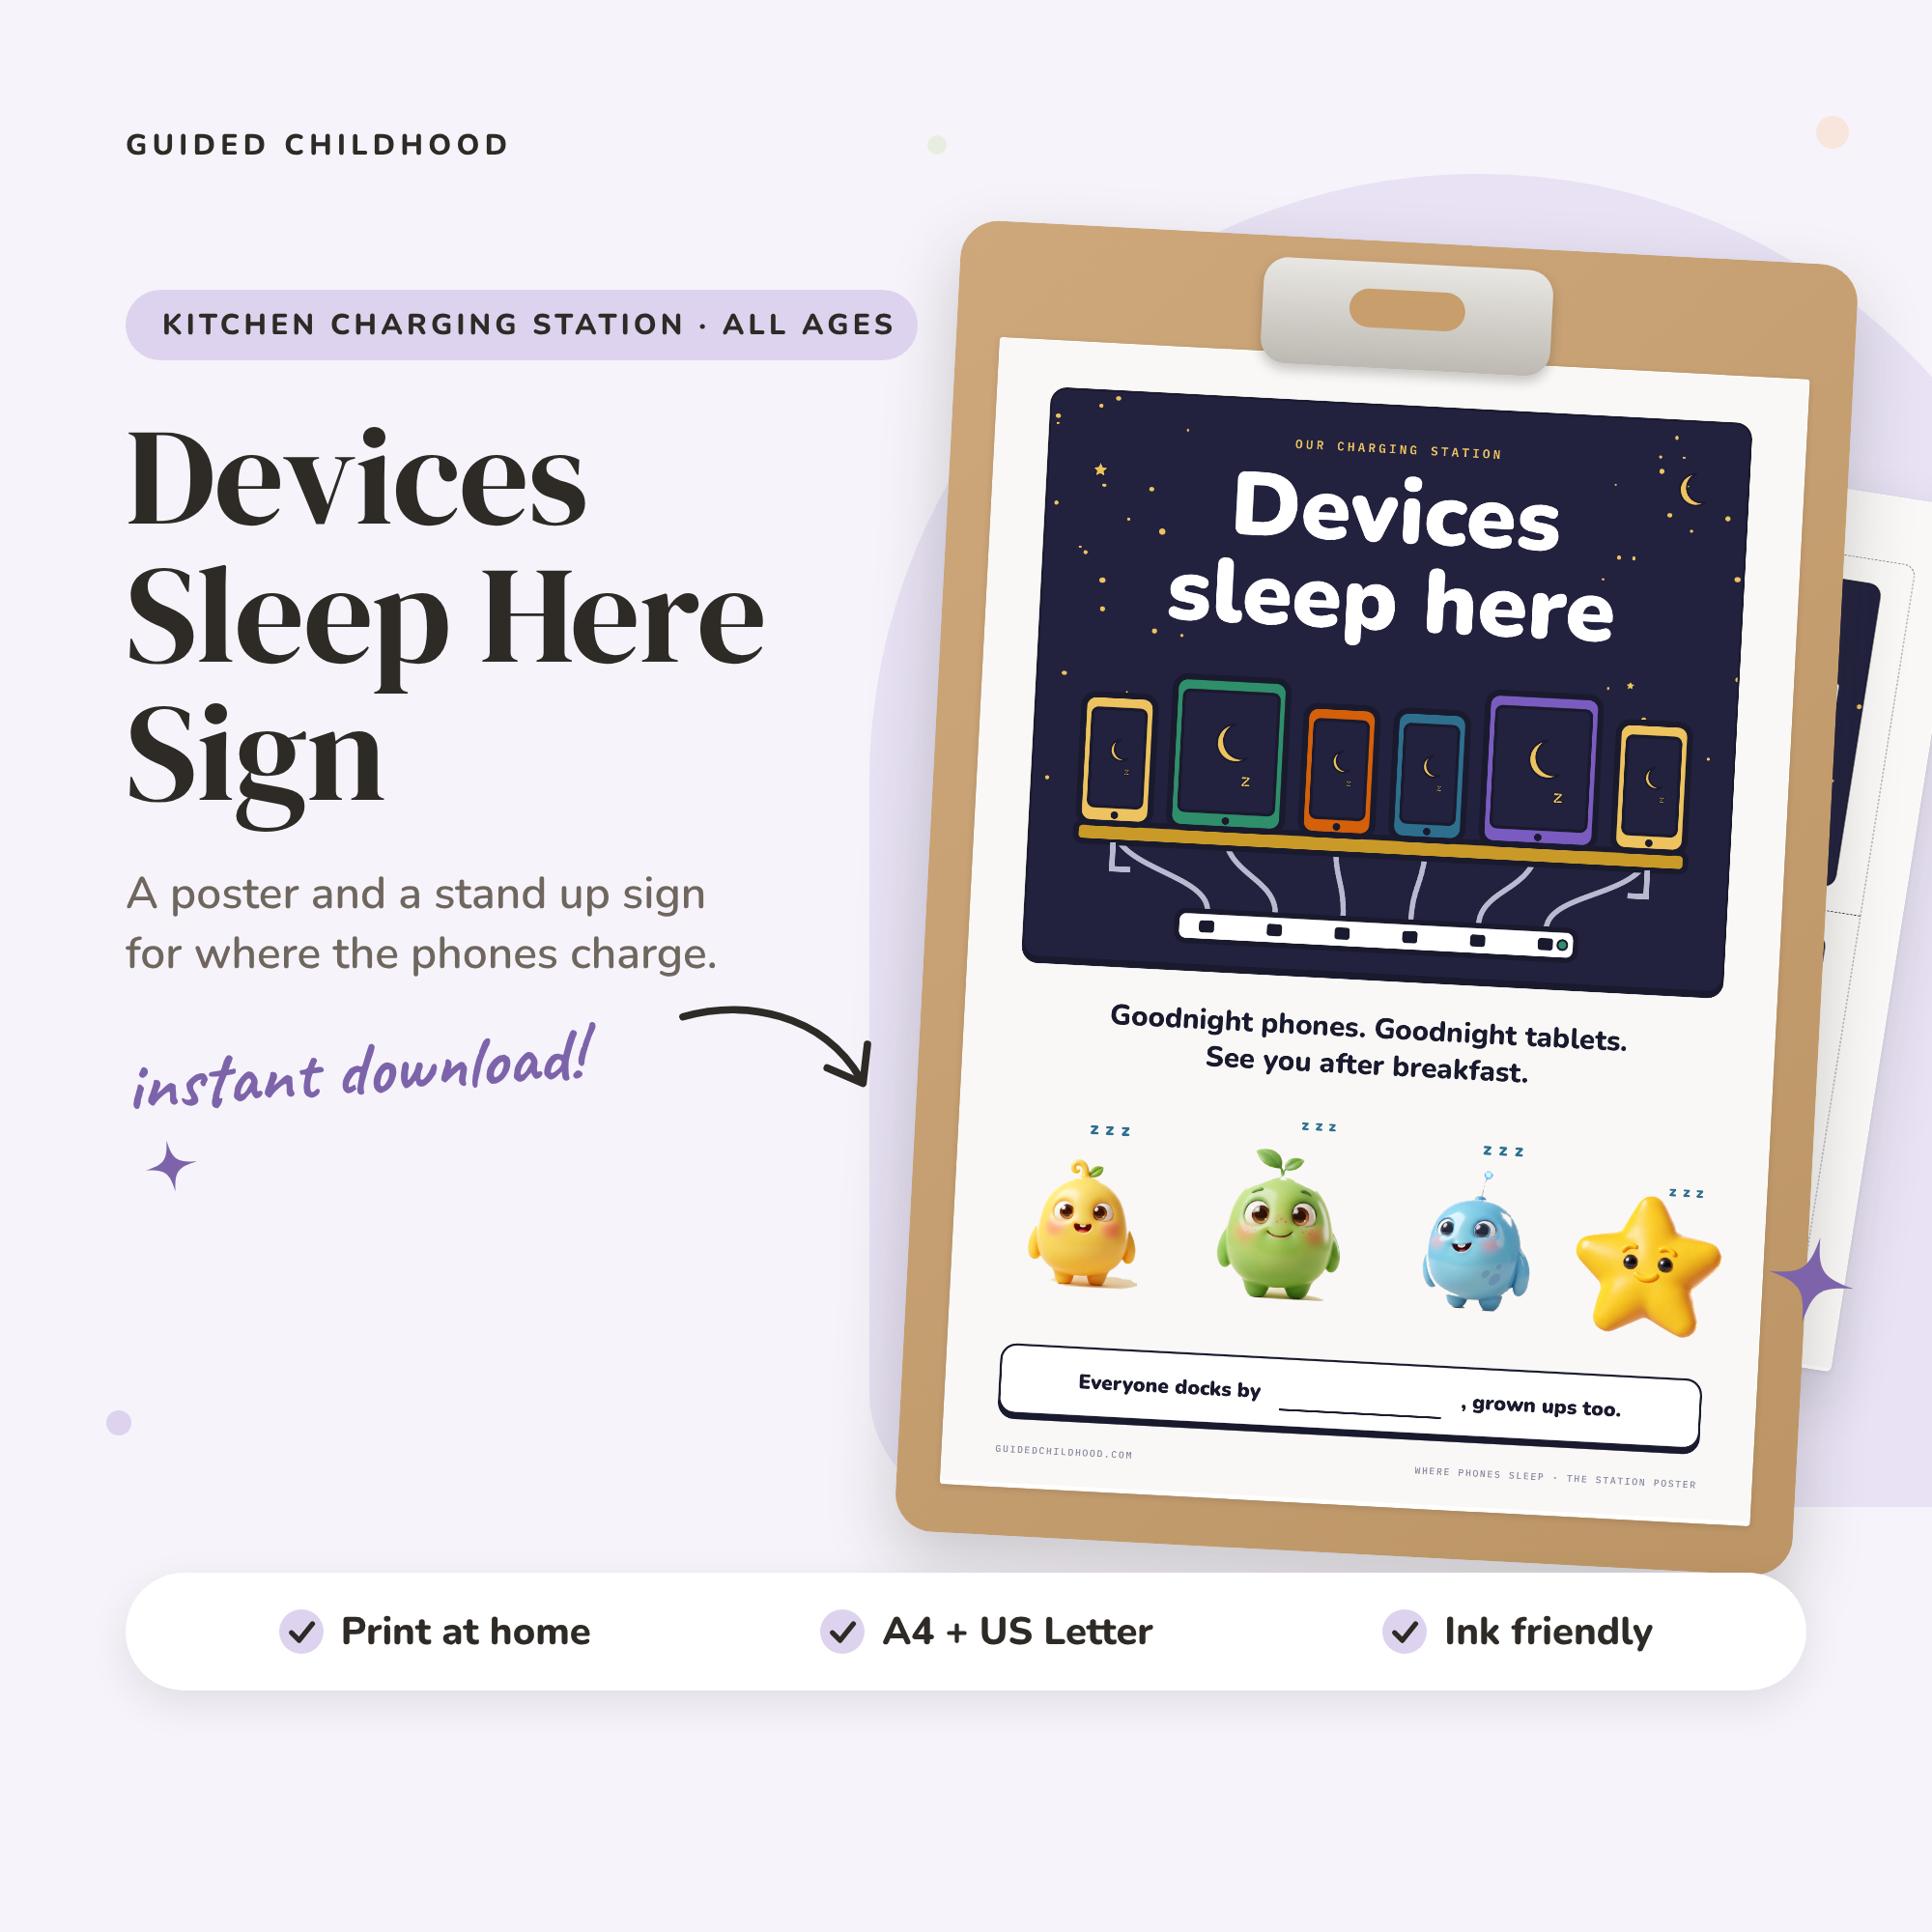 GUIDED CHILDHOOD
KITCHEN CHARGING STATION · ALL AGES
Devices
Sleep Here
Sign
A poster and a stand up sign
for where the phones charge.
instant download!
OUR CHARGING STATION
Devices
sleep here
z
z
z
z
z
z
Goodnight phones. Goodnight tablets.
See you after breakfast.
z z z
z z z
z z z
z z z
Everyone docks by ________ , grown ups too.
GUIDEDCHILDHOOD.COM
WHERE PHONES SLEEP · THE STATION POSTER
Print at home
A4 + US Letter
Ink friendly